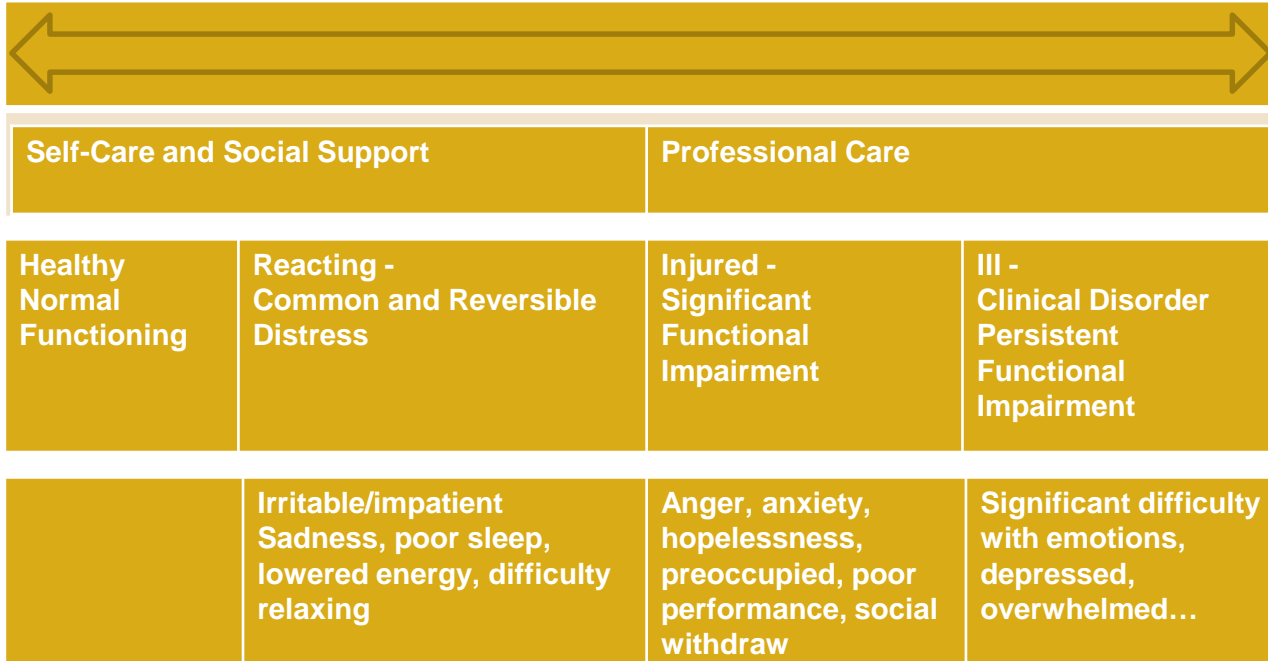 Self-Care and Social Support
Professional Care
Healthy
Normal
Functioning
Reacting -
Common and Reversible
Distress
Injured -
Significant
Functional
Impairment
Ill -
Clinical Disorder
Persistent
Functional
Impairment
Irritable/impatient
Sadness, poor sleep,
lowered energy, difficulty
relaxing
Anger, anxiety,
hopelessness,
preoccupied, poor
performance, social
withdraw
Significant difficulty
with emotions,
depressed,
overwhelmed…